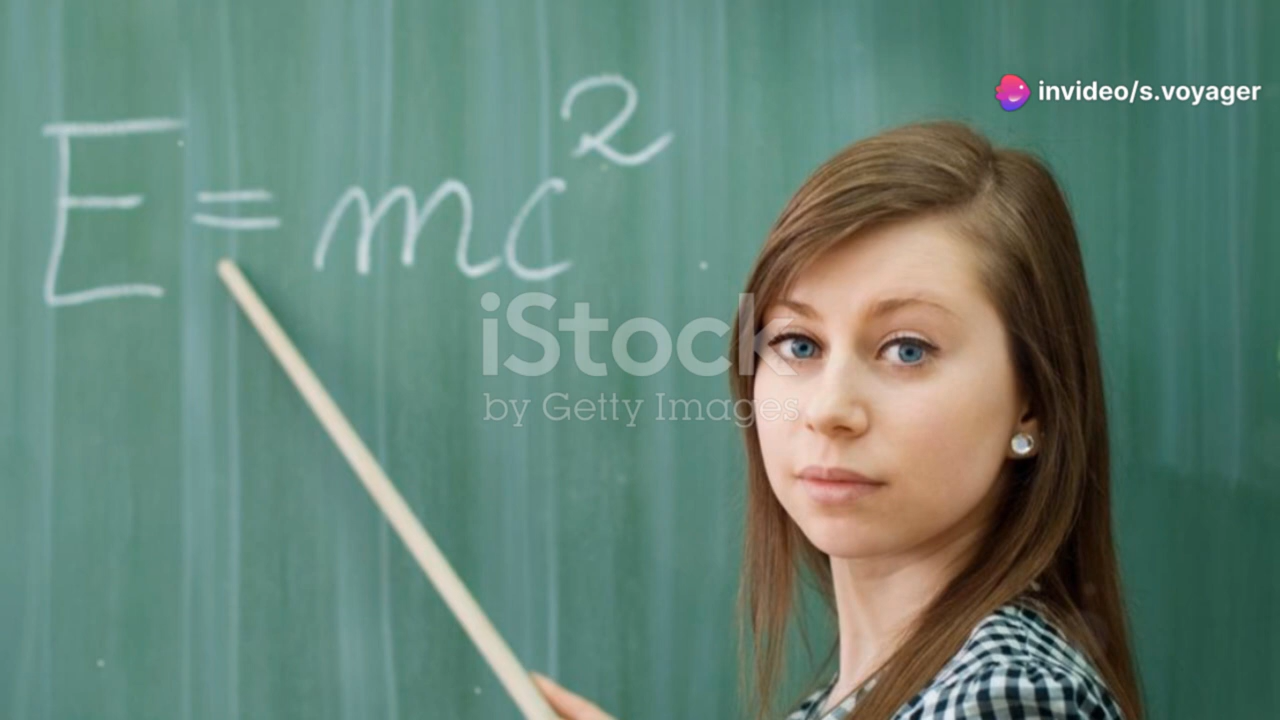 invideo/s.voyager
E = mc²
iStock
by Getty Images